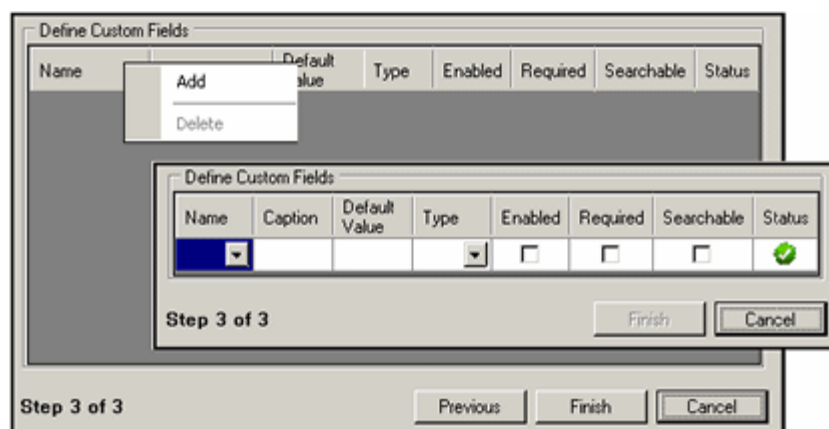 Define Custom Fields
Name Default Value Type Enabled Required Searchable Status
Add
Delete
Define Custom Fields
Name Caption Default Value Type Enabled Required Searchable Status
Step 3 of 3 Finish Cancel
Step 3 of 3 Previous Finish Cancel